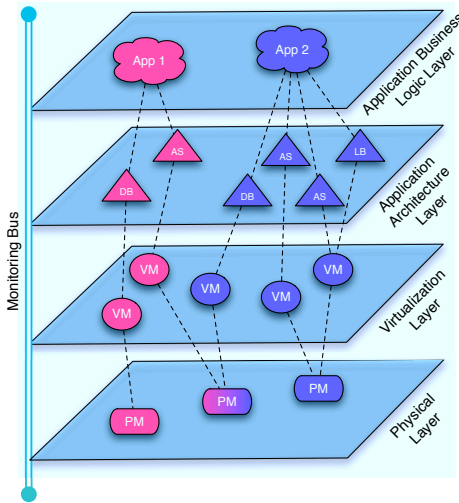 App 1
App 2
Application Business
Logic Layer
AS
AS
LB
DB
DB
AS
Application
Architecture
Layer
Monitoring Bus
VM
VM
VM
VM
VM
Virtualization
Layer
PM
PM
PM
Physical
Layer